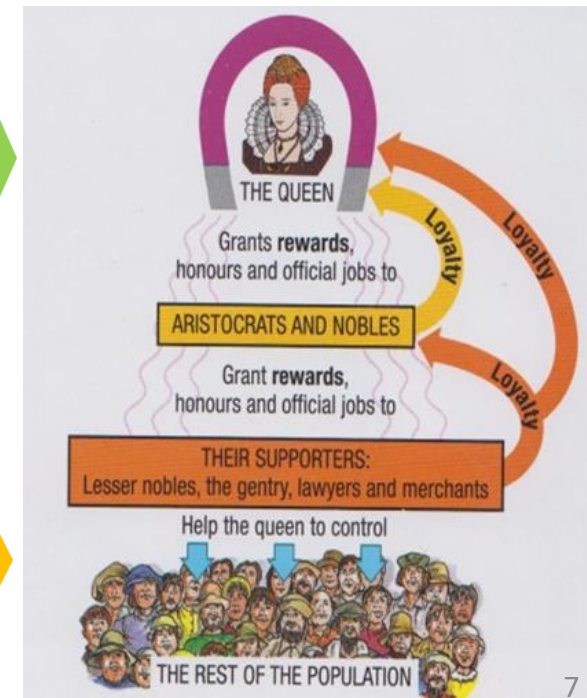 THE QUEEN
Grants rewards,
honours and official jobs to
Loyalty
Loyalty
ARISTOCRATS AND NOBLES
Grant rewards,
honours and official jobs to
Loyalty
THEIR SUPPORTERS:
Lesser nobles, the gentry, lawyers and merchants
Help the queen to control
THE REST OF THE POPULATION
7